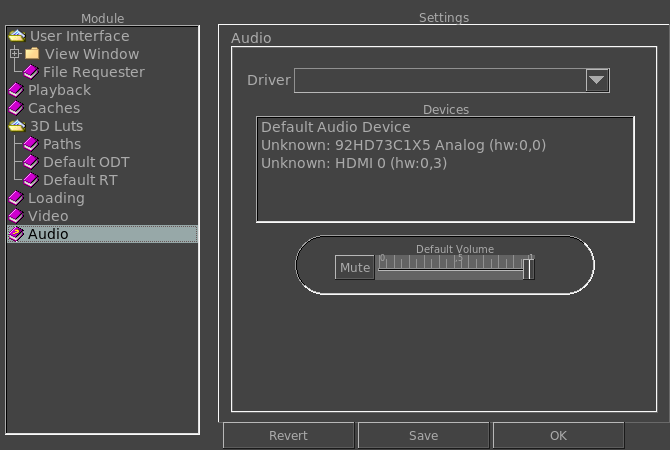 Module
User Interface
View Window
File Requester
Playback
Caches
3D Luts
Paths
Default ODT
Default RT
Loading
Video
Audio
Settings
Audio
Driver
Devices
Default Audio Device
Unknown: 92HD73C1X5 Analog (hw:0,0)
Unknown: HDMI 0 (hw:0,3)
Default Volume
Mute
0 .5 1
Revert Save OK